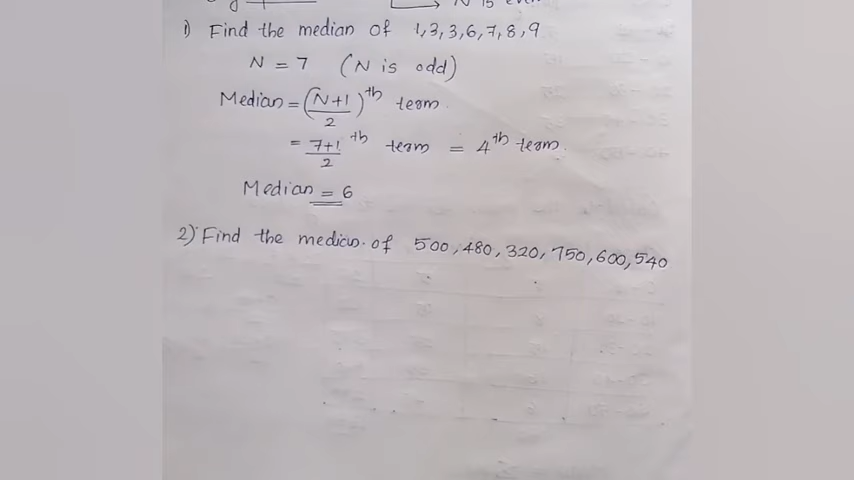 N is even
1) Find the median of 1,3,3,6,7,8,9
N = 7 (N is odd)
Median = (N+1/2)th term.
= 7+1/2 th term = 4th term.
Median = 6
2) Find the median of 500, 480, 320, 750, 600, 540